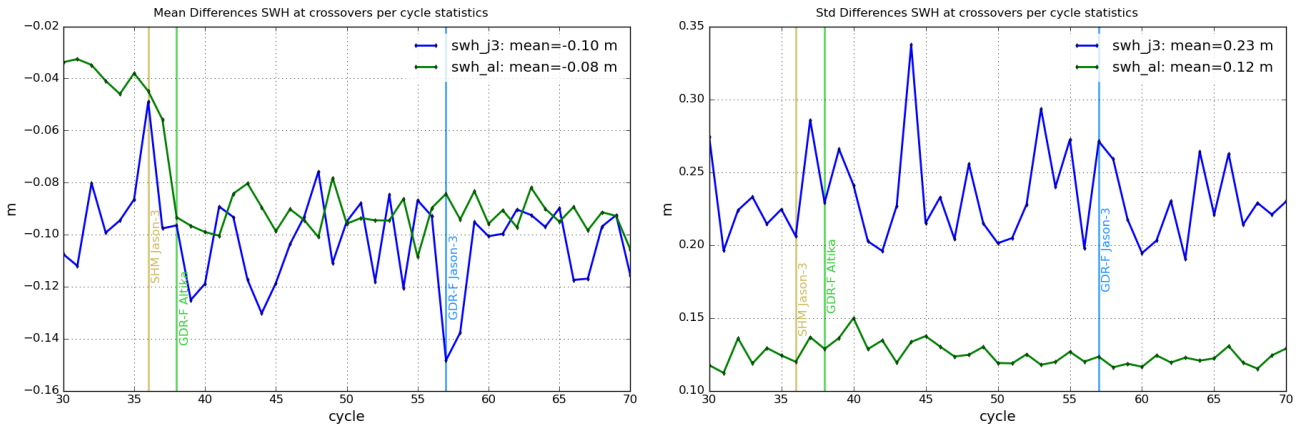 Mean Differences SWH at crossovers per cycle statistics
−0.02
−0.04
−0.06
−0.08
−0.10
−0.12
−0.14
−0.16
m
swh_j3: mean=-0.10 m
swh_al: mean=-0.08 m
SHM Jason-3
GDR-F Altika
GDR-F Jason-3
30 35 40 45 50 55 60 65 70
cycle
Std Differences SWH at crossovers per cycle statistics
0.35
0.30
0.25
0.20
0.15
0.10
m
swh_j3: mean=0.23 m
swh_al: mean=0.12 m
SHM Jason-3
GDR-F Altika
GDR-F Jason-3
30 35 40 45 50 55 60 65 70
cycle